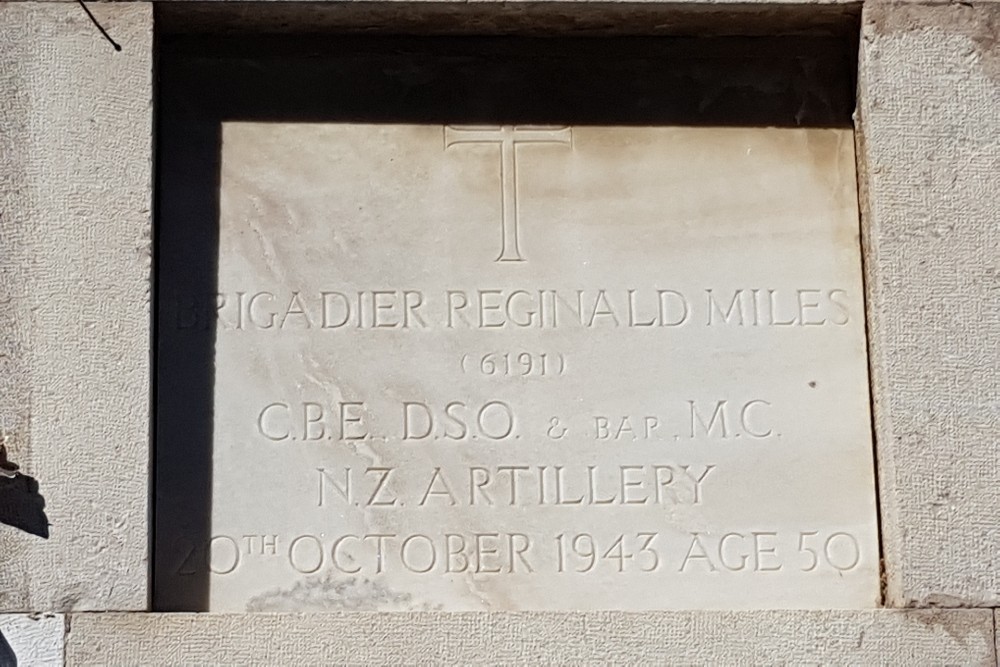 BRIGADIER REGINALD MILES
(6191)
C.B.E., D.S.O. & BAR, M.C.
N.Z. ARTILLERY
20TH OCTOBER 1943 AGE 50